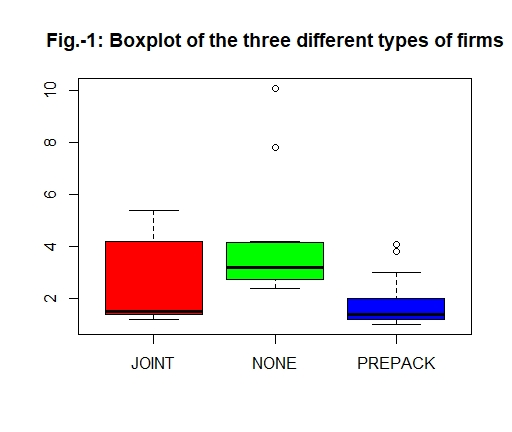 Fig.-1: Boxplot of the three different types of firms
10
8
6
4
2
JOINT NONE PREPACK